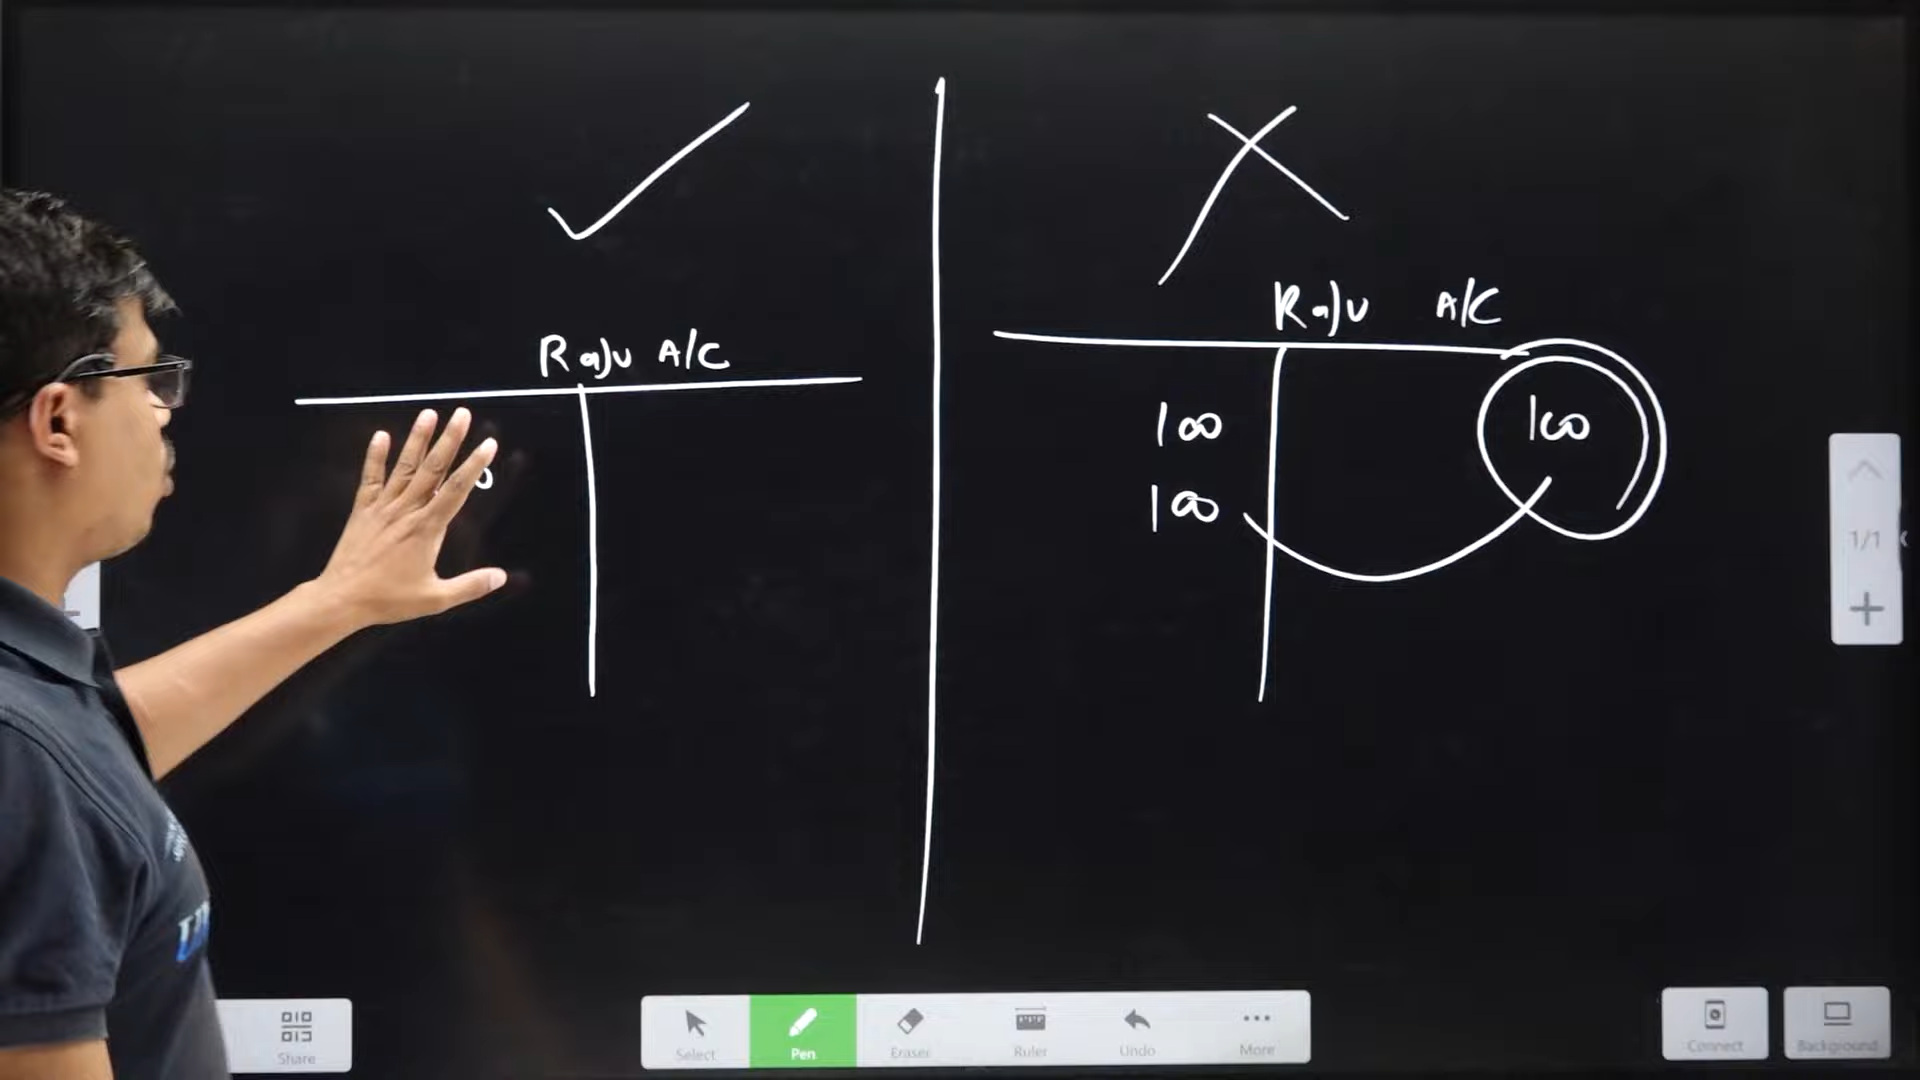 Raju A/C
Raju A/C
100
100
100
1/1
Share
Select
Pen
Eraser
Ruler
Undo
More
Connect
Background